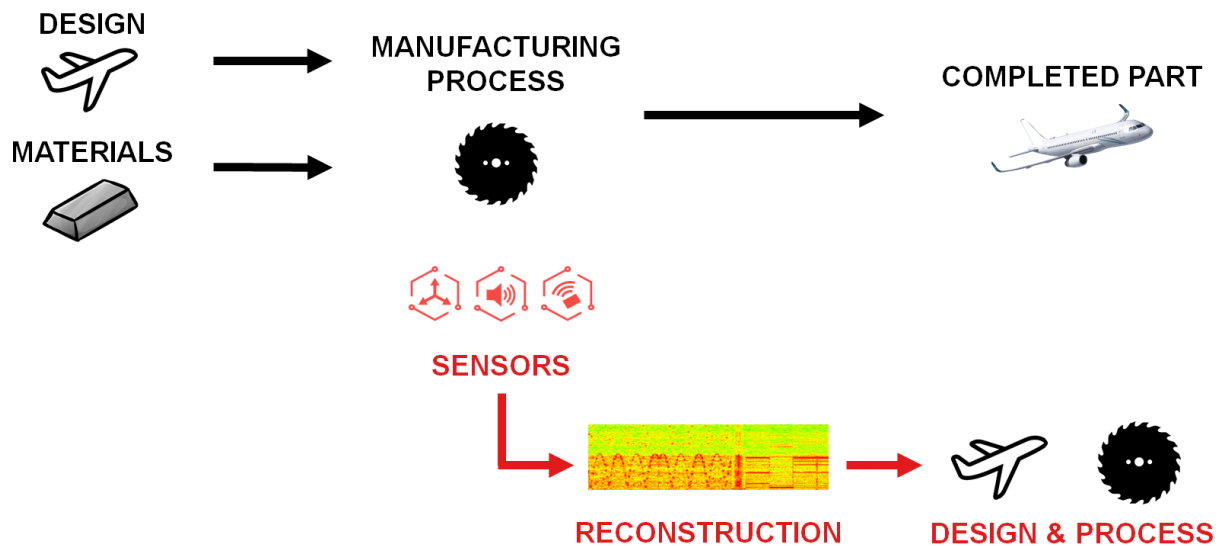 DESIGN
MATERIALS
MANUFACTURING
PROCESS
COMPLETED PART
SENSORS
RECONSTRUCTION
DESIGN & PROCESS